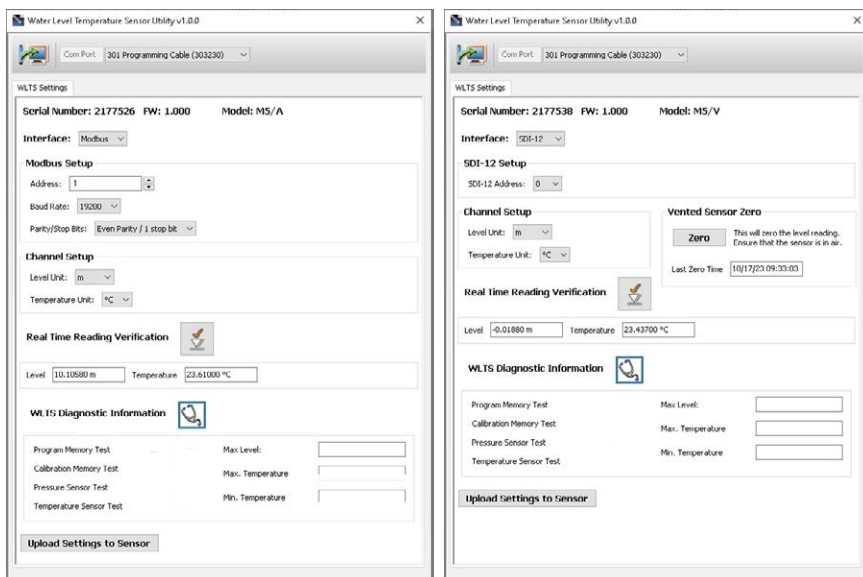 Water Level Temperature Sensor Utility v1.0.0
Com Port 301 Programming Cable (303230)
WLTS Settings
Serial Number: 2177526 FW: 1.000 Model: M5/A
Interface: Modbus
Modbus Setup
Address: 1
Baud Rate: 19200
Parity/Stop Bits: Even Parity / 1 stop bit
Channel Setup
Level Unit: m
Temperature Unit: °C
Real Time Reading Verification
Level 10.10580 m Temperature 23.61000 °C
WLTS Diagnostic Information
Program Memory Test Max Level:
Calibration Memory Test Max. Temperature
Pressure Sensor Test Min. Temperature
Temperature Sensor Test
Upload Settings to Sensor
Water Level Temperature Sensor Utility v1.0.0
Com Port 301 Programming Cable (303230)
WLTS Settings
Serial Number: 2177538 FW: 1.000 Model: M5/V
Interface: SDI-12
SDI-12 Setup
SDI-12 Address: 0
Channel Setup
Level Unit: m
Temperature Unit: °C
Vented Sensor Zero
Zero This will zero the level reading.
Ensure that the sensor is in air.
Last Zero Time 10/17/23 09:33:03
Real Time Reading Verification
Level -0.01880 m Temperature 23.43700 °C
WLTS Diagnostic Information
Program Memory Test Max Level:
Calibration Memory Test Max. Temperature
Pressure Sensor Test Min. Temperature
Temperature Sensor Test
Upload Settings to Sensor